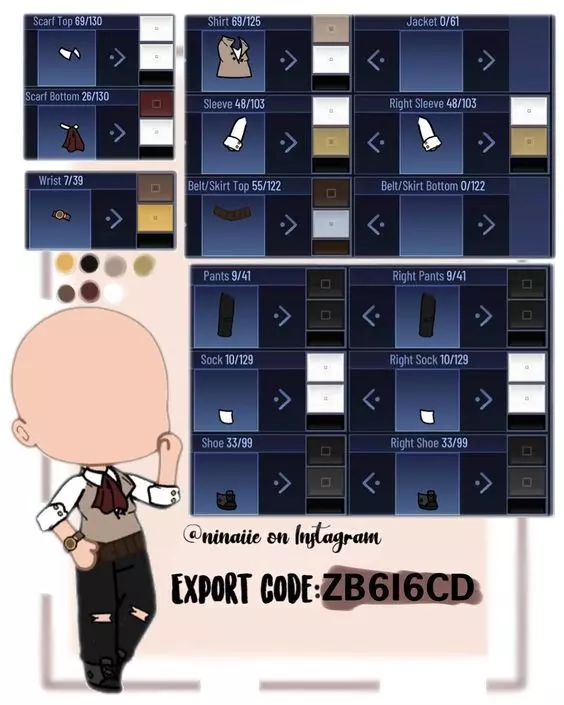 Scarf Top 69/130
Scarf Bottom 26/130
Wrist 7/39
Shirt 69/125
Jacket 0/61
Sleeve 48/103
Right Sleeve 48/103
Belt/Skirt Top 55/122
Belt/Skirt Bottom 0/122
Pants 9/41
Right Pants 9/41
Sock 10/129
Right Sock 10/129
Shoe 33/99
Right Shoe 33/99
@ninaiie on Instagram
EXPORT CODE:ZB6I6CD